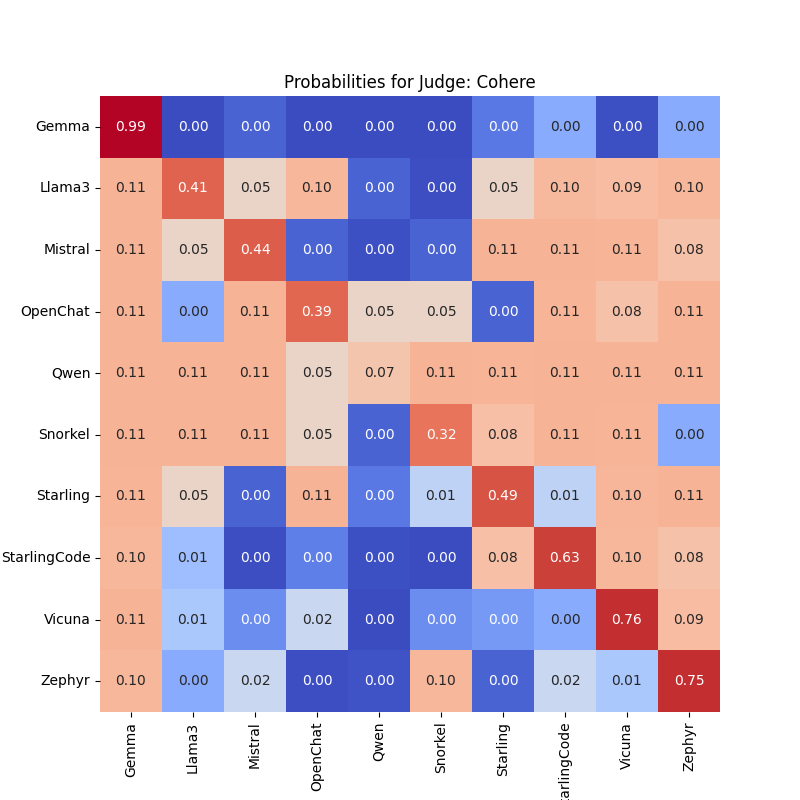 Probabilities for Judge: Cohere
Gemma 0.99 0.00 0.00 0.00 0.00 0.00 0.00 0.00 0.00 0.00
Llama3 0.11 0.41 0.05 0.10 0.00 0.00 0.05 0.10 0.09 0.10
Mistral 0.11 0.05 0.44 0.00 0.00 0.00 0.11 0.11 0.11 0.08
OpenChat 0.11 0.00 0.11 0.39 0.05 0.05 0.00 0.11 0.08 0.11
Qwen 0.11 0.11 0.11 0.05 0.07 0.11 0.11 0.11 0.11 0.11
Snorkel 0.11 0.11 0.11 0.05 0.00 0.32 0.08 0.11 0.11 0.00
Starling 0.11 0.05 0.00 0.11 0.00 0.01 0.49 0.01 0.10 0.11
StarlingCode 0.10 0.01 0.00 0.00 0.00 0.00 0.08 0.63 0.10 0.08
Vicuna 0.11 0.01 0.00 0.02 0.00 0.00 0.00 0.00 0.76 0.09
Zephyr 0.10 0.00 0.02 0.00 0.00 0.10 0.00 0.02 0.01 0.75
Gemma
Llama3
Mistral
OpenChat
Qwen
Snorkel
Starling
arlingCode
Vicuna
Zephyr